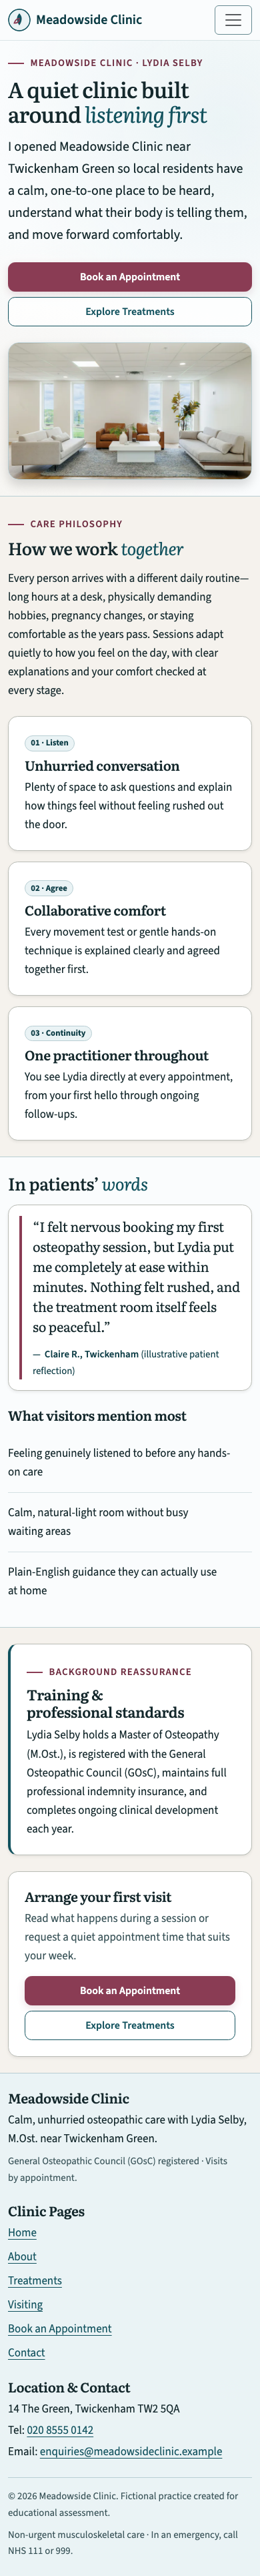 Meadowside Clinic
MEADOWSIDE CLINIC · LYDIA SELBY
A quiet clinic built
around listening first
I opened Meadowside Clinic near
Twickenham Green so local residents have
a calm, one-to-one place to be heard,
understand what their body is telling them,
and move forward comfortably.
Book an Appointment
Explore Treatments
CARE PHILOSOPHY
How we work together
Every person arrives with a different daily routine—
long hours at a desk, physically demanding
hobbies, pregnancy changes, or staying
comfortable as the years pass. Sessions adapt
quietly to how you feel on the day, with clear
explanations and your comfort checked at
every stage.
01 · Listen
Unhurried conversation
Plenty of space to ask questions and explain
how things feel without feeling rushed out
the door.
02 · Agree
Collaborative comfort
Every movement test or gentle hands-on
technique is explained clearly and agreed
together first.
03 · Continuity
One practitioner throughout
You see Lydia directly at every appointment,
from your first hello through ongoing
follow-ups.
In patients’ words
“I felt nervous booking my first
osteopathy session, but Lydia put
me completely at ease within
minutes. Nothing felt rushed, and
the treatment room itself feels
so peaceful.”
— Claire R., Twickenham (illustrative patient
reflection)
What visitors mention most
Feeling genuinely listened to before any hands-
on care
Calm, natural-light room without busy
waiting areas
Plain-English guidance they can actually use
at home
BACKGROUND REASSURANCE
Training &
professional standards
Lydia Selby holds a Master of Osteopathy
(M.Ost.), is registered with the General
Osteopathic Council (GOsC), maintains full
professional indemnity insurance, and
completes ongoing clinical development
each year.
Arrange your first visit
Read what happens during a session or
request a quiet appointment time that suits
your week.
Book an Appointment
Explore Treatments
Meadowside Clinic
Calm, unhurried osteopathic care with Lydia Selby,
M.Ost. near Twickenham Green.
General Osteopathic Council (GOsC) registered · Visits
by appointment.
Clinic Pages
Home
About
Treatments
Visiting
Book an Appointment
Contact
Location & Contact
14 The Green, Twickenham TW2 5QA
Tel: 020 8555 0142
Email: enquiries@meadowsideclinic.example
© 2026 Meadowside Clinic. Fictional practice created for
educational assessment.
Non-urgent musculoskeletal care · In an emergency, call
NHS 111 or 999.